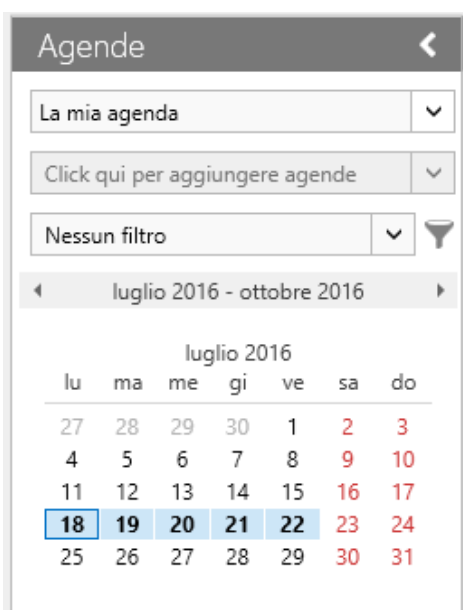 Agende
La mia agenda
Click qui per aggiungere agende
Nessun filtro
luglio 2016 - ottobre 2016
luglio 2016
lu ma me gi ve sa do
27 28 29 30 1 2 3
4 5 6 7 8 9 10
11 12 13 14 15 16 17
18 19 20 21 22 23 24
25 26 27 28 29 30 31